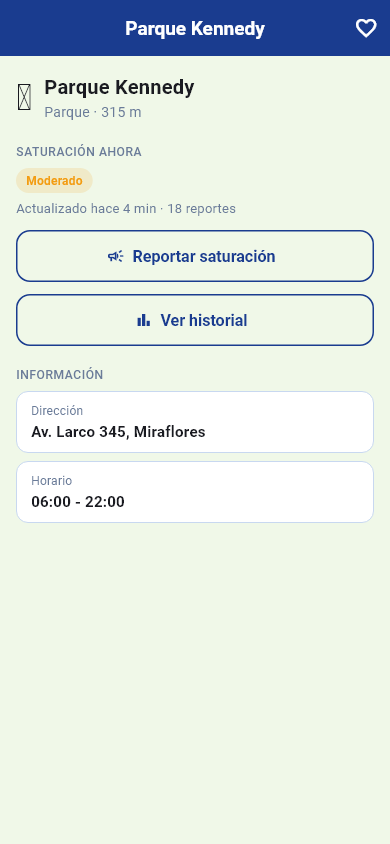 Parque Kennedy
Parque Kennedy
Parque · 315 m
SATURACIÓN AHORA
Moderado
Actualizado hace 4 min · 18 reportes
Reportar saturación
Ver historial
INFORMACIÓN
Dirección
Av. Larco 345, Miraflores
Horario
06:00 - 22:00